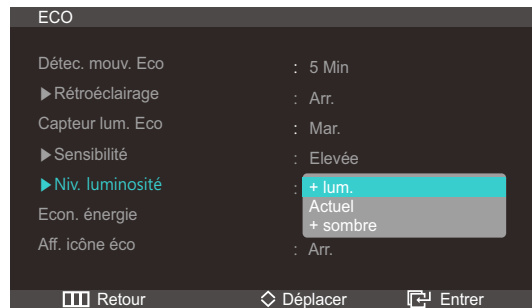 ECO
Détec. mouv. Eco : 5 Min
▶Rétroéclairage : Arr.
Capteur lum. Eco : Mar.
▶Sensibilité : Elevée
▶Niv. luminosité : + lum.
Actuel
Econ. énergie + sombre
Aff. icône éco : Arr.
Retour Déplacer Entrer